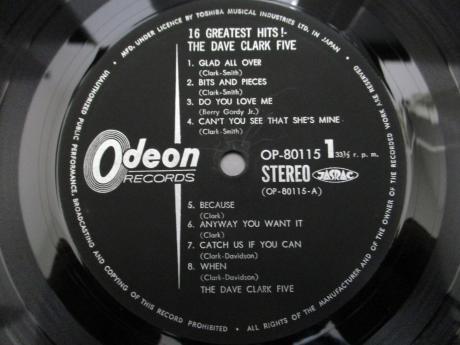 MFD. UNDER LICENCE BY TOSHIBA MUSICAL INDUSTRIES LTD. IN JAPAN.
ALL RIGHTS OF THE MANUFACTURER AND OF THE OWNER OF THE RECORDED WORK ARE RESERVED
UNAUTHORIZED PUBLIC PERFORMANCE, BROADCASTING AND COPYING OF THIS RECORD PROHIBITED
16 GREATEST HITS!-
THE DAVE CLARK FIVE
1. GLAD ALL OVER
(Clark-Smith)
2. BITS AND PIECES
(Clark-Smith)
3. DO YOU LOVE ME
(Berry Gordy Jr.)
4. CAN'T YOU SEE THAT SHE'S MINE
(Clark-Smith)
Odeon
RECORDS
OP-80115 1 33⅓ r. p. m.
STEREO JASRAC
(OP-80115-A)
5. BECAUSE
(Clark)
6. ANYWAY YOU WANT IT
(Clark)
7. CATCH US IF YOU CAN
(Clark-Davidson)
8. WHEN
(Clark-Davidson)
THE DAVE CLARK FIVE